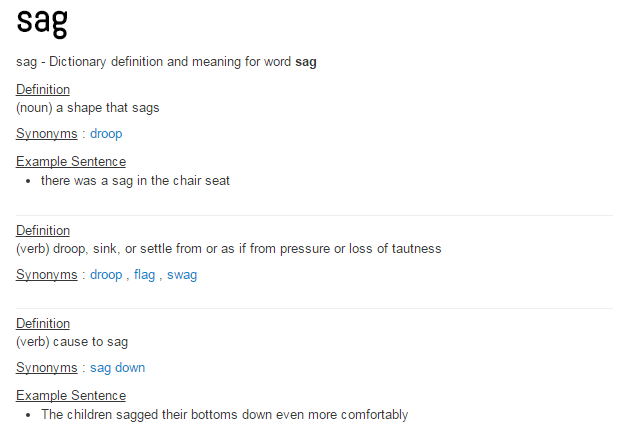 sag
sag - Dictionary definition and meaning for word sag
Definition
(noun) a shape that sags
Synonyms : droop
Example Sentence
• there was a sag in the chair seat
Definition
(verb) droop, sink, or settle from or as if from pressure or loss of tautness
Synonyms : droop , flag , swag
Definition
(verb) cause to sag
Synonyms : sag down
Example Sentence
• The children sagged their bottoms down even more comfortably